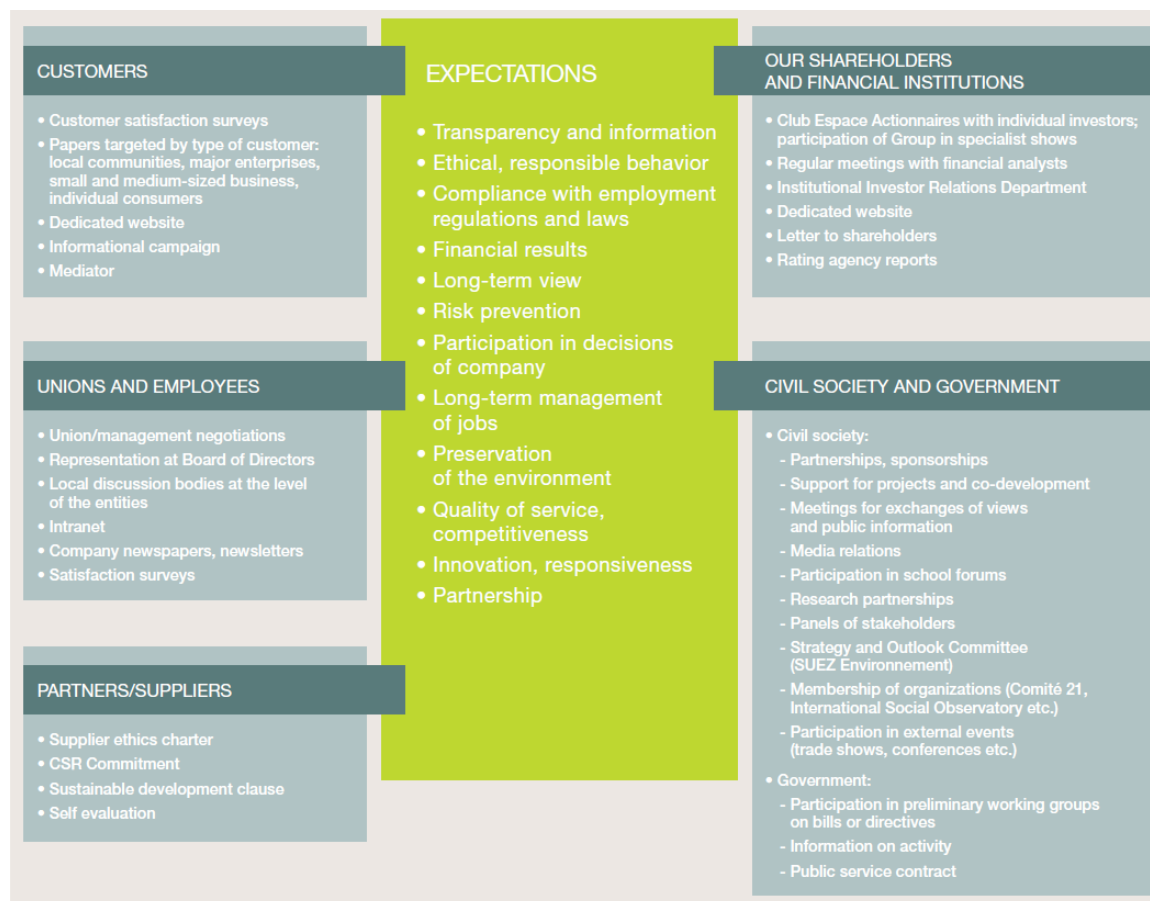 CUSTOMERS
• Customer satisfaction surveys
• Papers targeted by type of customer:
local communities, major enterprises,
small and medium-sized business,
individual consumers
• Dedicated website
• Informational campaign
• Mediator
UNIONS AND EMPLOYEES
• Union/management negotiations
• Representation at Board of Directors
• Local discussion bodies at the level
of the entities
• Intranet
• Company newspapers, newsletters
• Satisfaction surveys
PARTNERS/SUPPLIERS
• Supplier ethics charter
• CSR Commitment
• Sustainable development clause
• Self evaluation
EXPECTATIONS
• Transparency and information
• Ethical, responsible behavior
• Compliance with employment
regulations and laws
• Financial results
• Long-term view
• Risk prevention
• Participation in decisions
of company
• Long-term management
of jobs
• Preservation
of the environment
• Quality of service,
competitiveness
• Innovation, responsiveness
• Partnership
OUR SHAREHOLDERS
AND FINANCIAL INSTITUTIONS
• Club Espace Actionnaires with individual investors;
participation of Group in specialist shows
• Regular meetings with financial analysts
• Institutional Investor Relations Department
• Dedicated website
• Letter to shareholders
• Rating agency reports
CIVIL SOCIETY AND GOVERNMENT
• Civil society:
- Partnerships, sponsorships
- Support for projects and co-development
- Meetings for exchanges of views
and public information
- Media relations
- Participation in school forums
- Research partnerships
- Panels of stakeholders
- Strategy and Outlook Committee
(SUEZ Environnement)
- Membership of organizations (Comité 21,
International Social Observatory etc.)
- Participation in external events
(trade shows, conferences etc.)
• Government:
- Participation in preliminary working groups
on bills or directives
- Information on activity
- Public service contract